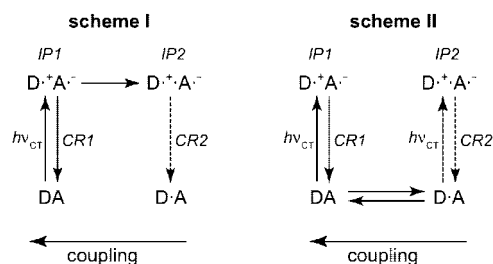 scheme I
scheme II
IP1
IP2
IP1
IP2
D·⁺A·⁻
D·⁺·A·⁻
D·⁺A·⁻
D·⁺·A·⁻
hνCT
CR1
CR2
hνCT
CR1
hνCT
CR2
DA
D·A
DA
D·A
coupling
coupling